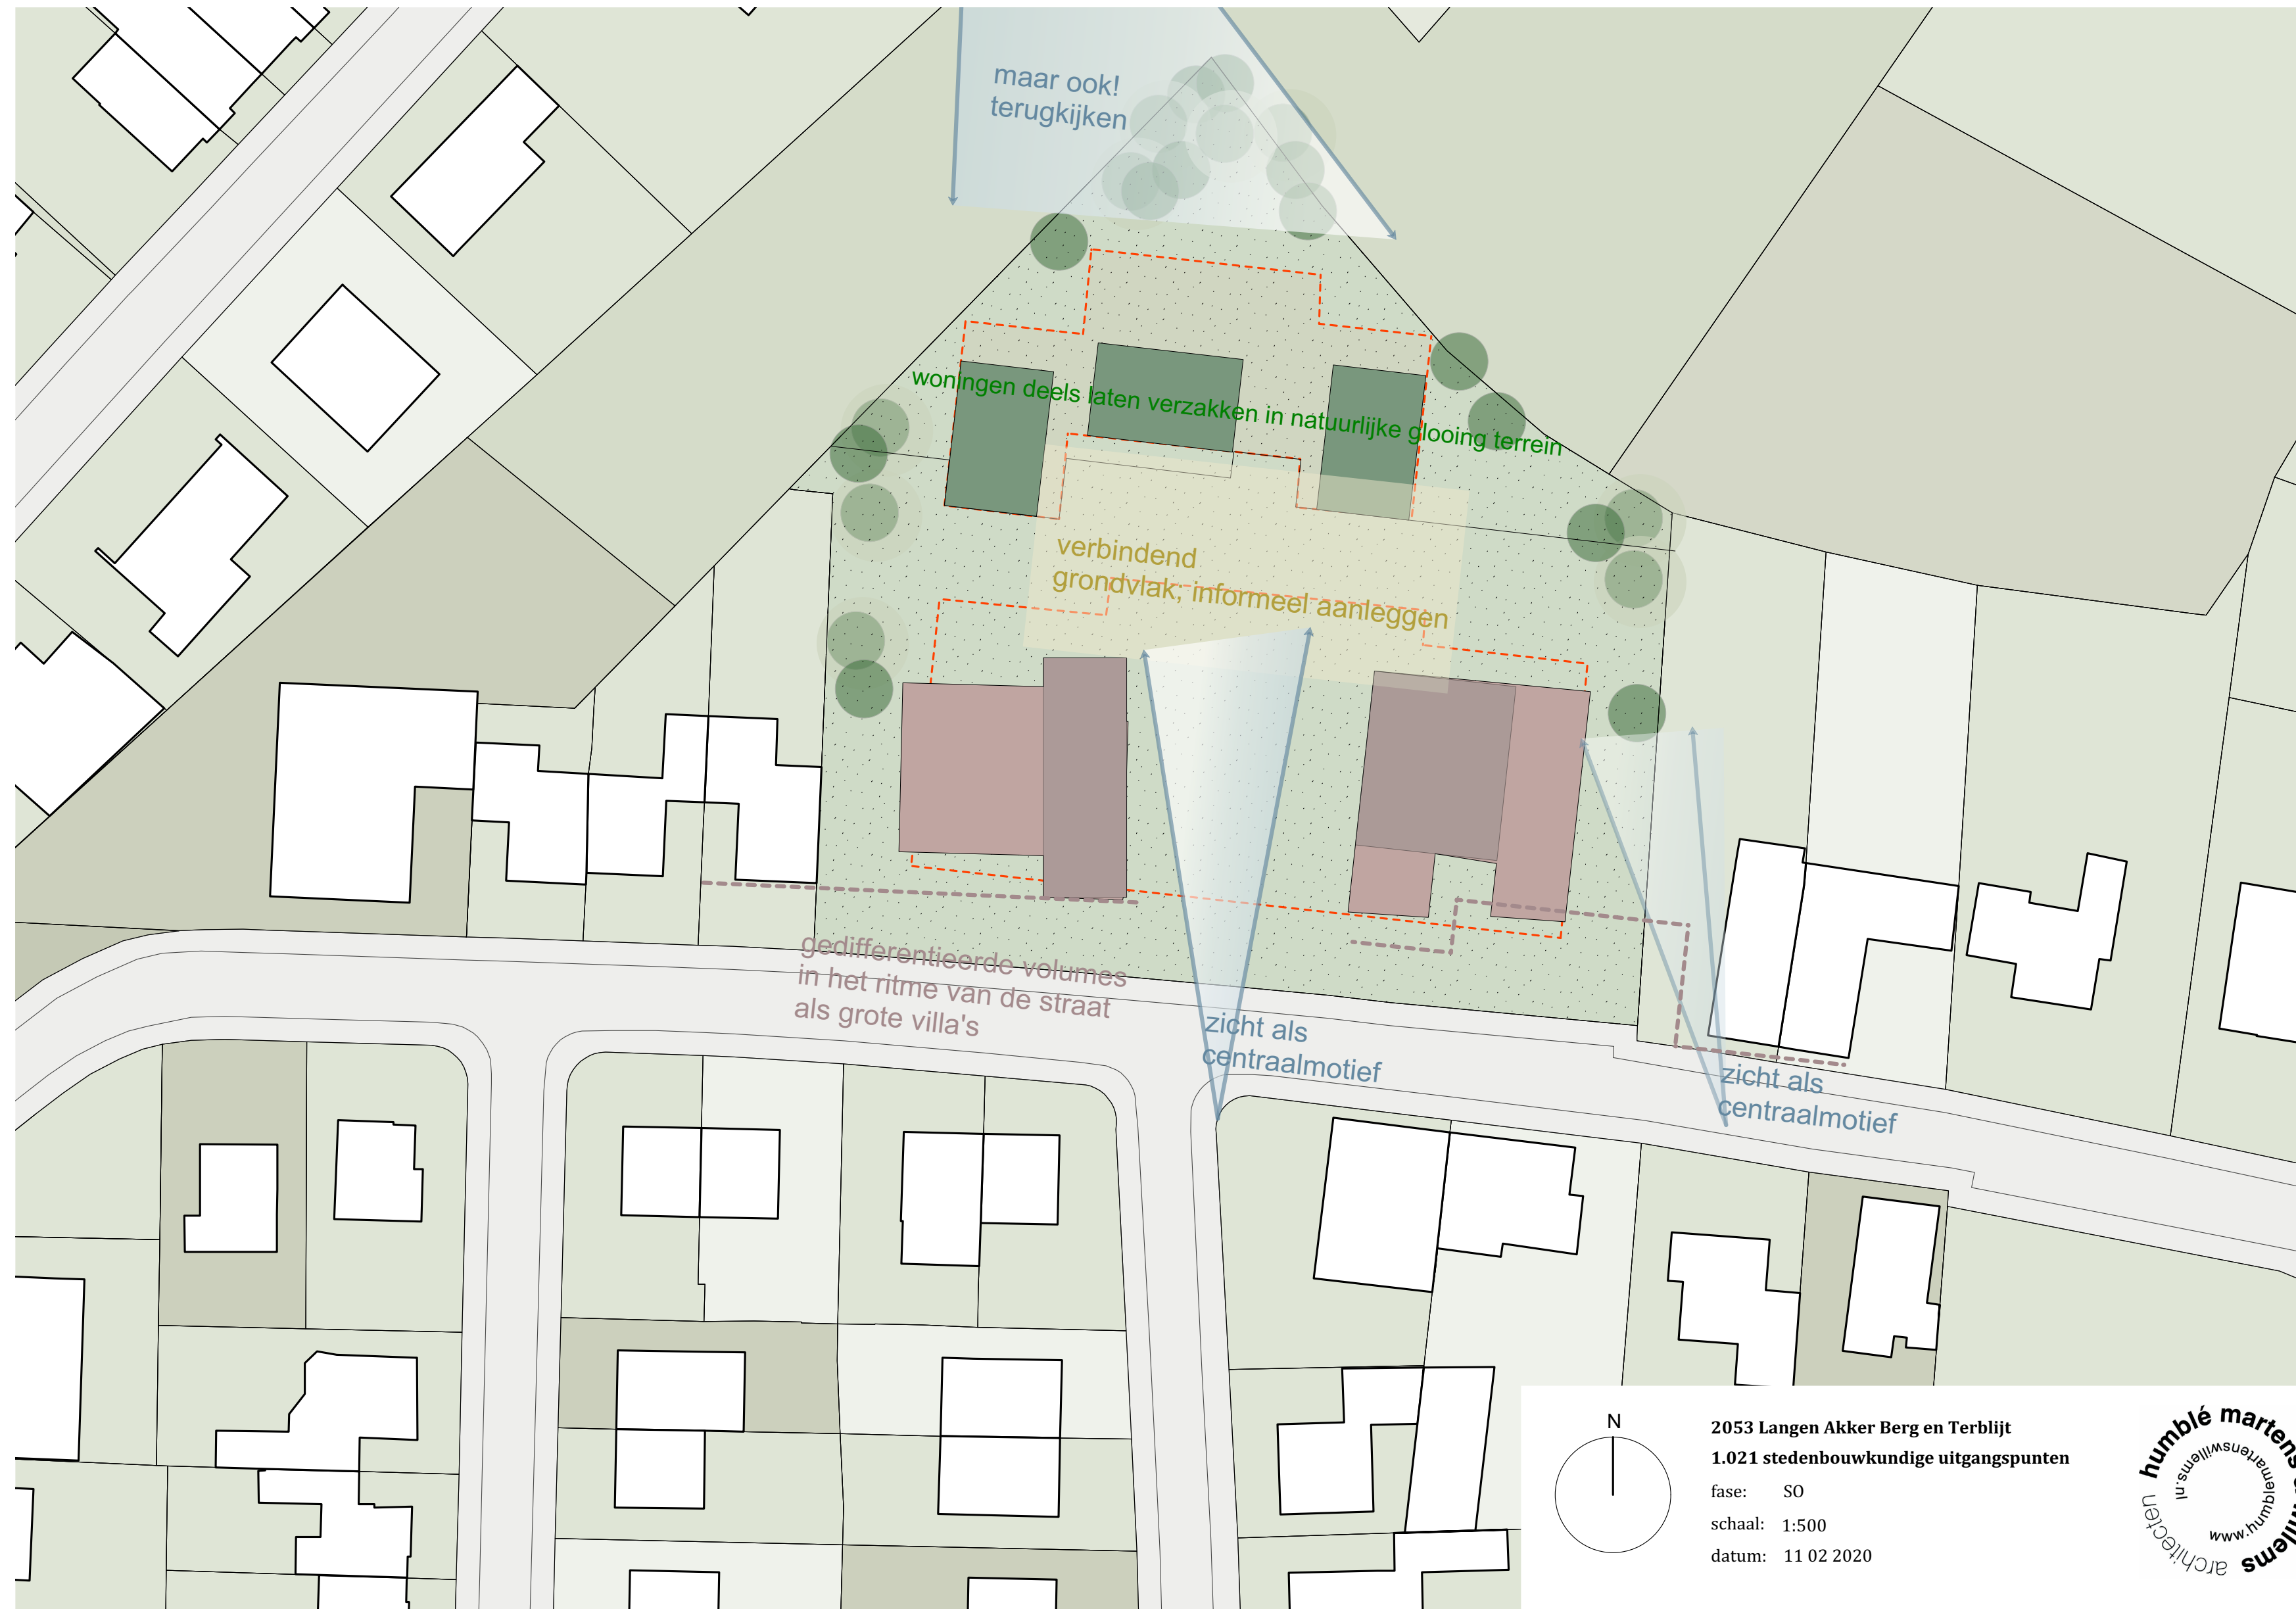 maar ook!
terugkijken
woningen deels laten verzakken in natuurlijke glooing terrein
verbindend
grondvlak; informeel aanleggen
gedifferentieerde volumes
in het ritme van de straat
als grote villa's
zicht als
centraalmotief
zicht als
centraalmotief
N
2053 Langen Akker Berg en Terblijt
1.021 stedenbouwkundige uitgangspunten
fase: SO
schaal: 1:500
datum: 11 02 2020
humblé martens willems
architecten
www.humblemartenswillems.nl